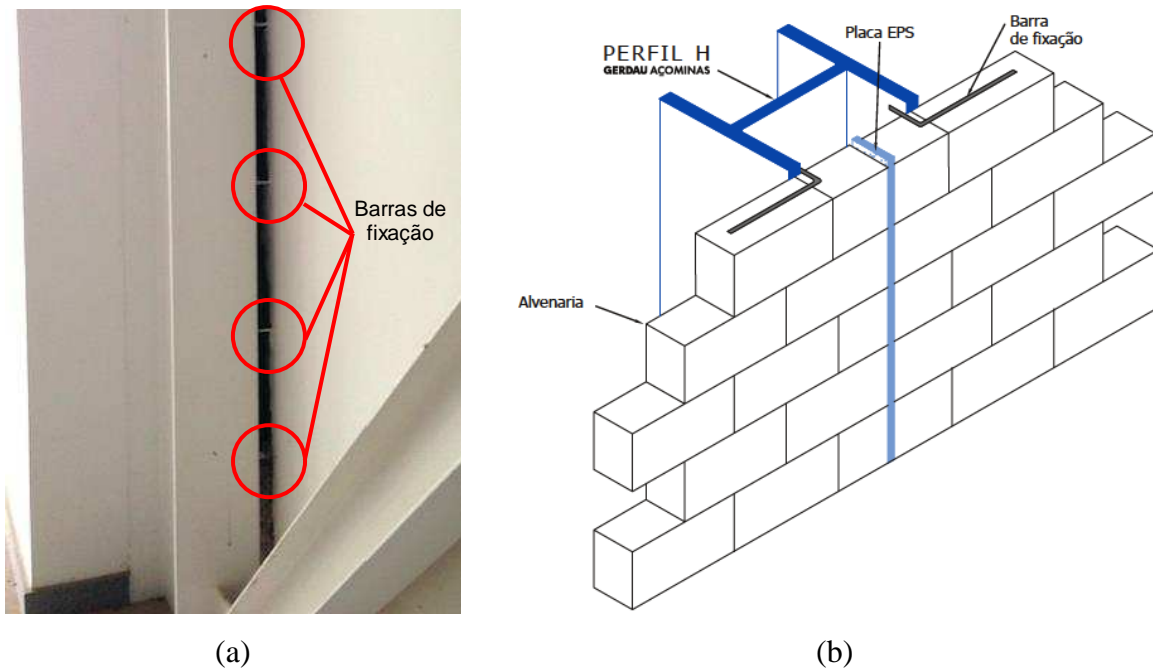 Barras de
fixação
Placa EPS
Barra
de fixação
PERFIL H
GERDAU AÇOMINAS
Alvenaria
(a)
(b)